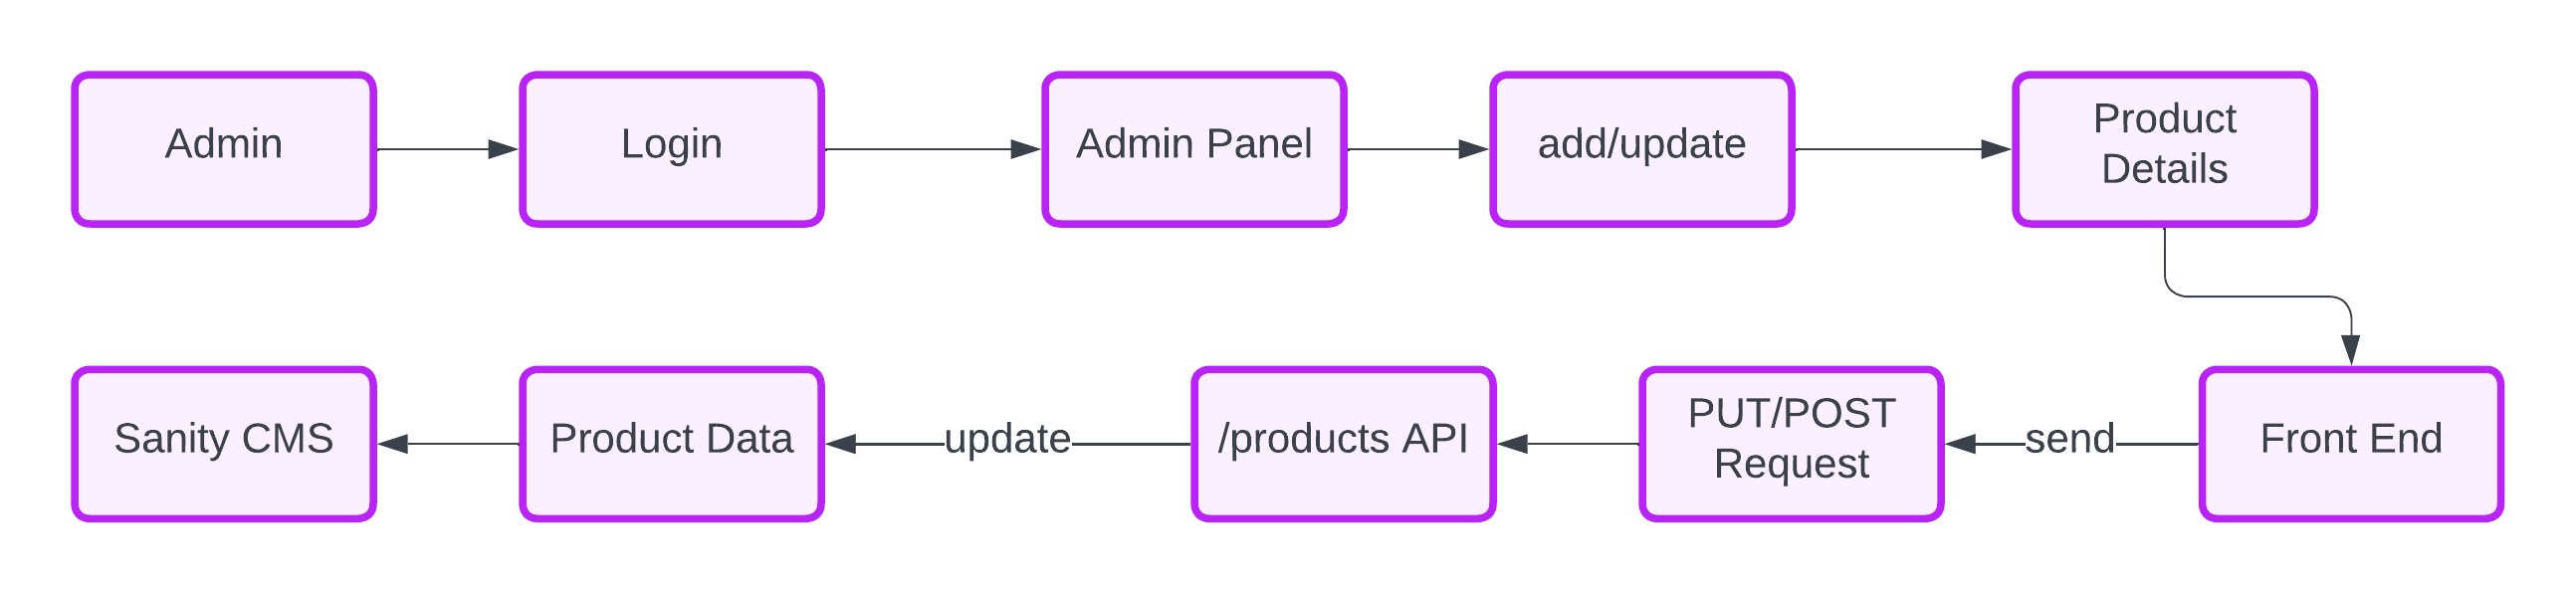 Admin
Login
Admin Panel
add/update
Product
Details
Sanity CMS
Product Data
update
/products API
PUT/POST
Request
send
Front End